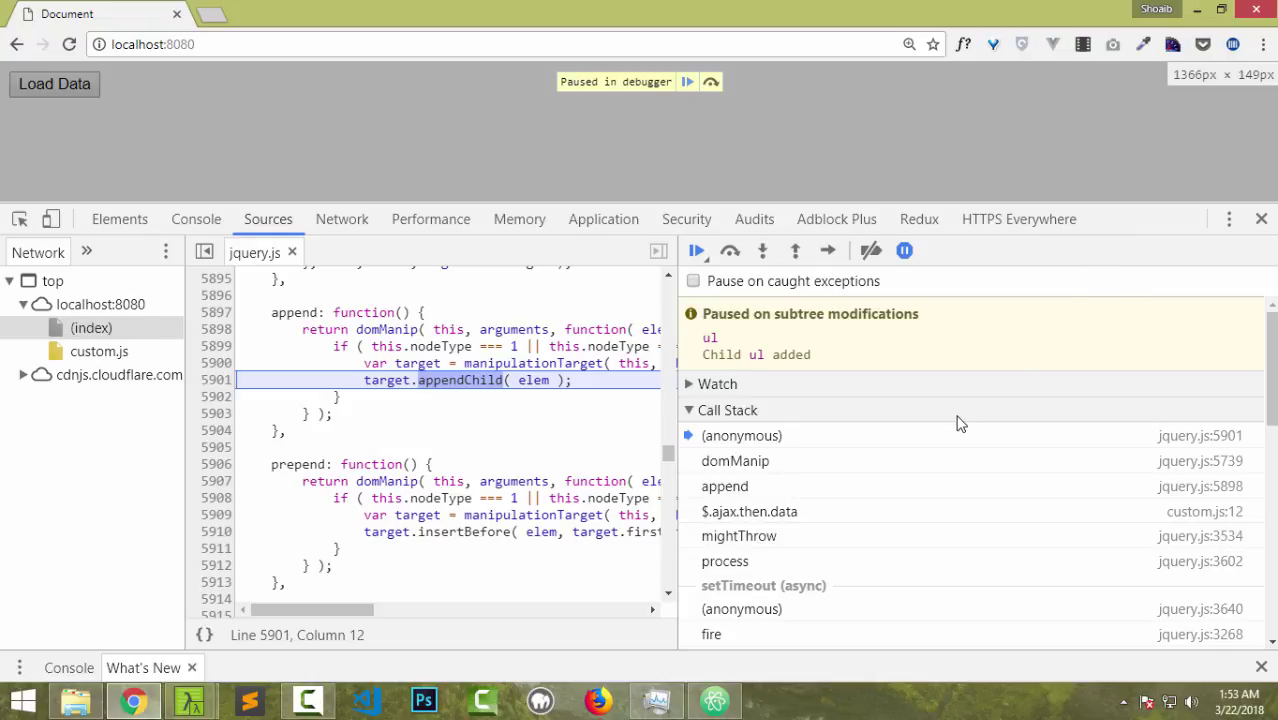 Document
Shoaib
localhost:8080
f?
Load Data
Paused in debugger
1366px × 149px
Elements
Console
Sources
Network
Performance
Memory
Application
Security
Audits
Adblock Plus
Redux
HTTPS Everywhere
Network
top
localhost:8080
(index)
custom.js
cdnjs.cloudflare.com
jquery.js
5895 },
5896
5897 append: function() {
5898 return domManip( this, arguments, function( ele
5899 if ( this.nodeType === 1 || this.nodeType ===
5900 var target = manipulationTarget( this,
5901 target.appendChild( elem );
5902 }
5903 } );
5904 },
5905
5906 prepend: function() {
5907 return domManip( this, arguments, function( ele
5908 if ( this.nodeType === 1 || this.nodeType ===
5909 var target = manipulationTarget( this,
5910 target.insertBefore( elem, target.firs
5911 }
5912 } );
5913 },
5914
5915
{ } Line 5901, Column 12
Pause on caught exceptions
Paused on subtree modifications
ul
Child ul added
Watch
Call Stack
(anonymous) jquery.js:5901
domManip jquery.js:5739
append jquery.js:5898
$.ajax.then.data custom.js:12
mightThrow jquery.js:3534
process jquery.js:3602
setTimeout (async)
(anonymous) jquery.js:3640
fire jquery.js:3268
Console
What's New
Ps
1:53 AM
3/22/2018